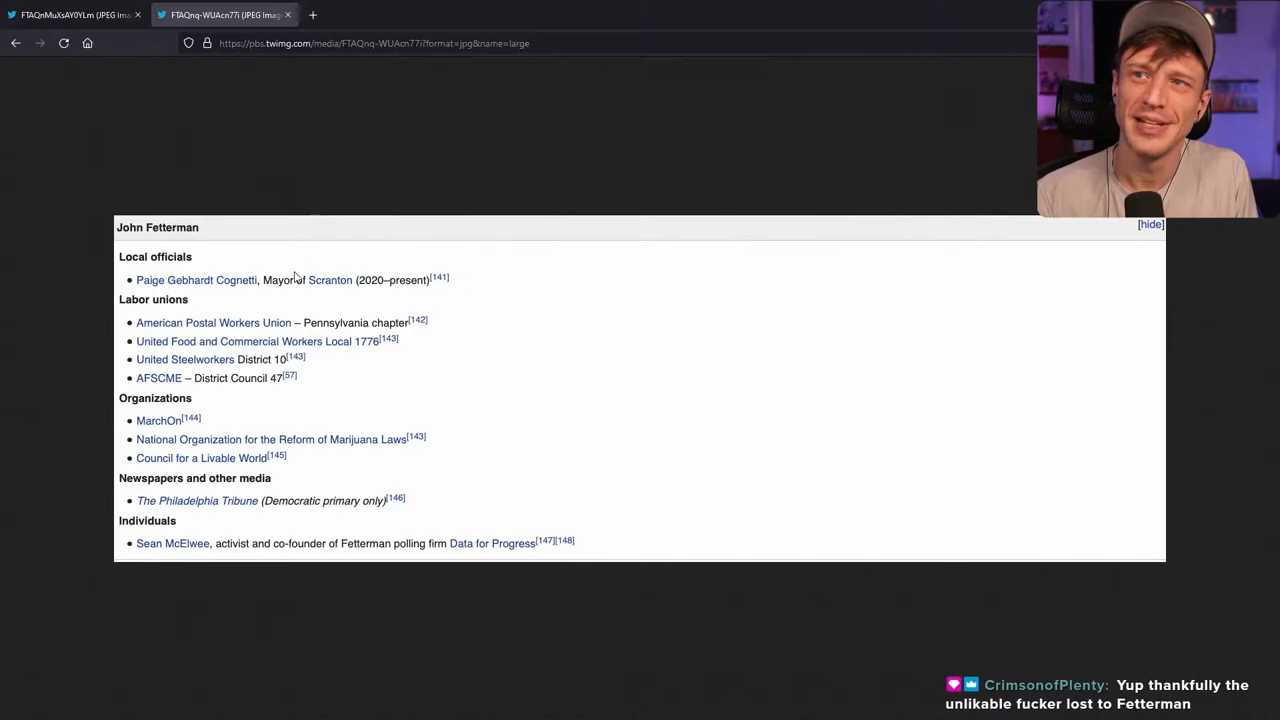 FTAQnMuXsAY0YLm (JPEG Ima
FTAQnq-WUAcn77i (JPEG Imag
https://pbs.twimg.com/media/FTAQnq-WUAcn77i?format=jpg&name=large
John Fetterman
[hide]
Local officials
• Paige Gebhardt Cognetti, Mayor of Scranton (2020–present)[141]
Labor unions
• American Postal Workers Union – Pennsylvania chapter[142]
• United Food and Commercial Workers Local 1776[143]
• United Steelworkers District 10[143]
• AFSCME – District Council 47[57]
Organizations
• MarchOn[144]
• National Organization for the Reform of Marijuana Laws[143]
• Council for a Livable World[145]
Newspapers and other media
• The Philadelphia Tribune (Democratic primary only)[146]
Individuals
• Sean McElwee, activist and co-founder of Fetterman polling firm Data for Progress[147][148]
CrimsonofPlenty: Yup thankfully the
unlikable fucker lost to Fetterman